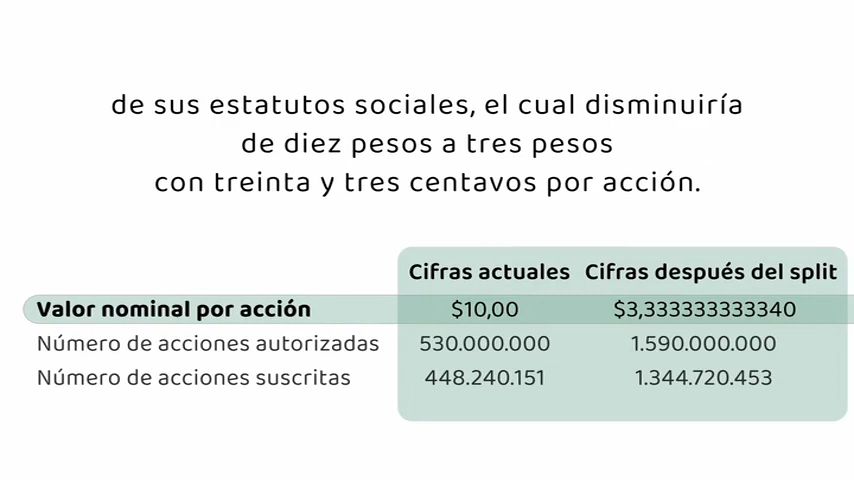 de sus estatutos sociales, el cual disminuiría
de diez pesos a tres pesos
con treinta y tres centavos por acción.
Cifras actuales Cifras después del split
Valor nominal por acción $10,00 $3,333333333340
Número de acciones autorizadas 530.000.000 1.590.000.000
Número de acciones suscritas 448.240.151 1.344.720.453